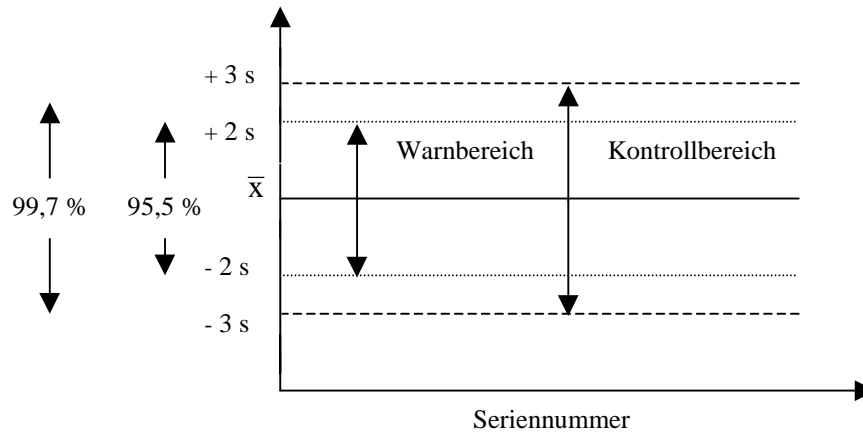 + 3 s
+ 2 s
Warnbereich
Kontrollbereich
x̅
99,7 %
95,5 %
- 2 s
- 3 s
Seriennummer